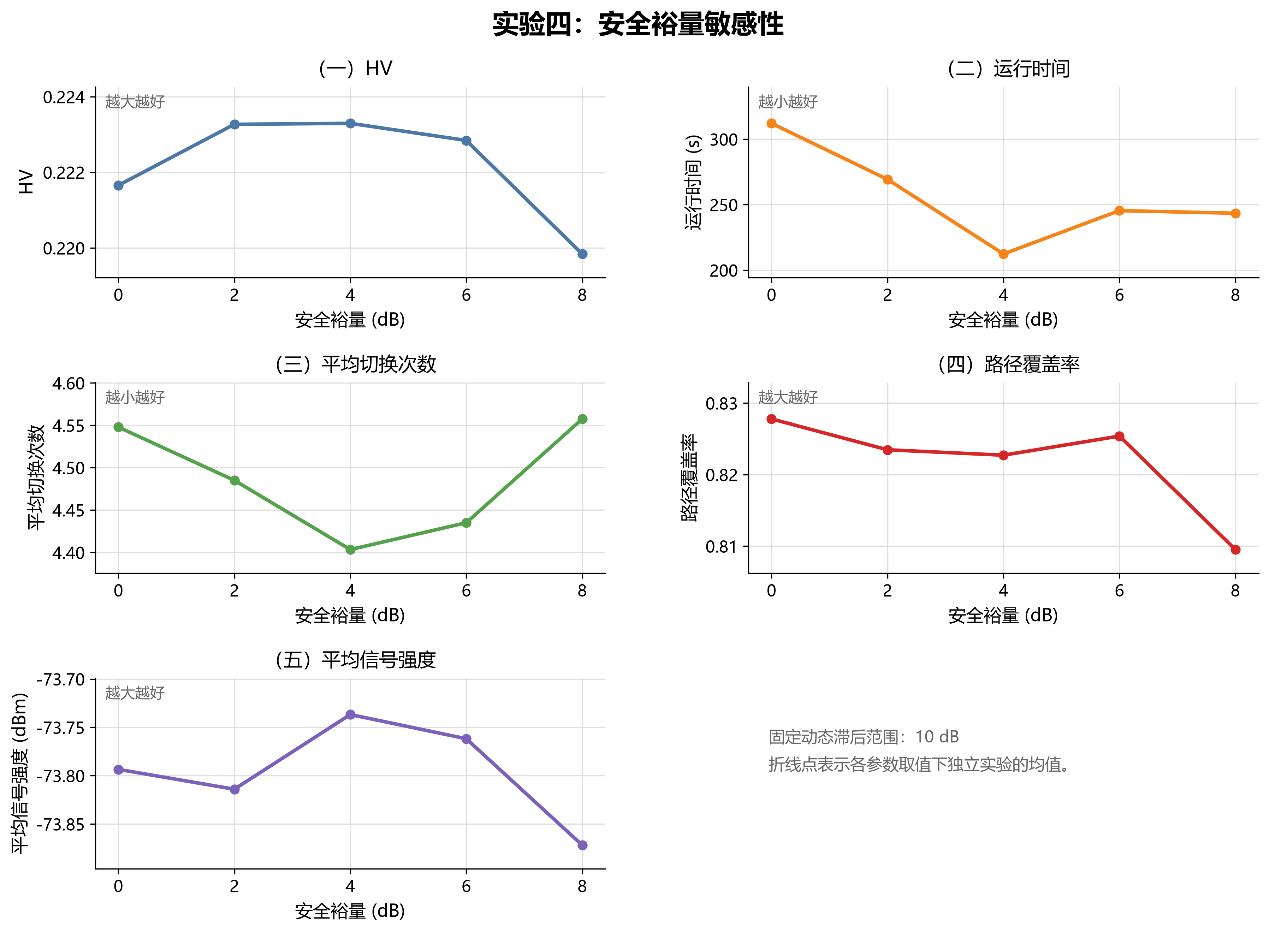 实验四：安全裕量敏感性
（一）HV
越大越好
HV
0.224
0.222
0.220
0 2 4 6 8
安全裕量 (dB)
（二）运行时间
越小越好
运行时间 (s)
300
250
200
0 2 4 6 8
安全裕量 (dB)
（三）平均切换次数
越小越好
平均切换次数
4.60
4.55
4.50
4.45
4.40
0 2 4 6 8
安全裕量 (dB)
（四）路径覆盖率
越大越好
路径覆盖率
0.83
0.82
0.81
0 2 4 6 8
安全裕量 (dB)
（五）平均信号强度
越大越好
平均信号强度 (dBm)
-73.70
-73.75
-73.80
-73.85
0 2 4 6 8
安全裕量 (dB)
固定动态滞后范围：10 dB
折线点表示各参数取值下独立实验的均值。